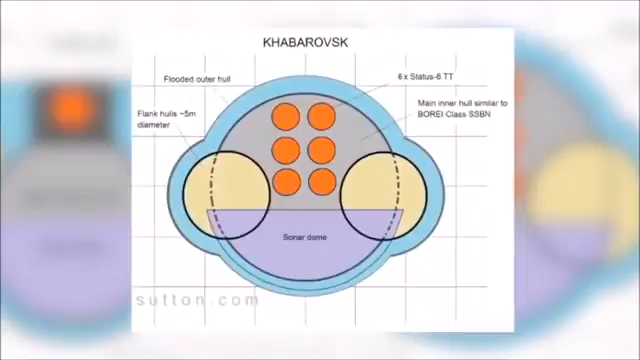 KHABAROVSK
Flooded outer hull
6 x Status-6 TT
Flank hulls ~5m
diameter
Main inner hull similar to
BOREI Class SSBN
Sonar dome
sutton.com